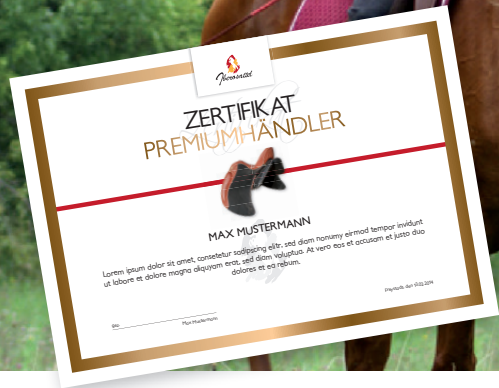 Iberosattel
ZERTIFIKAT
PREMIUMHÄNDLER
MAX MUSTERMANN
Lorem ipsum dolor sit amet, consetetur sadipscing elitr, sed diam nonumy eirmod tempor invidunt
ut labore et dolore magna aliquyam erat, sed diam voluptua. At vero eos et accusam et justo duo
dolores et ea rebum.
Max Mustermann